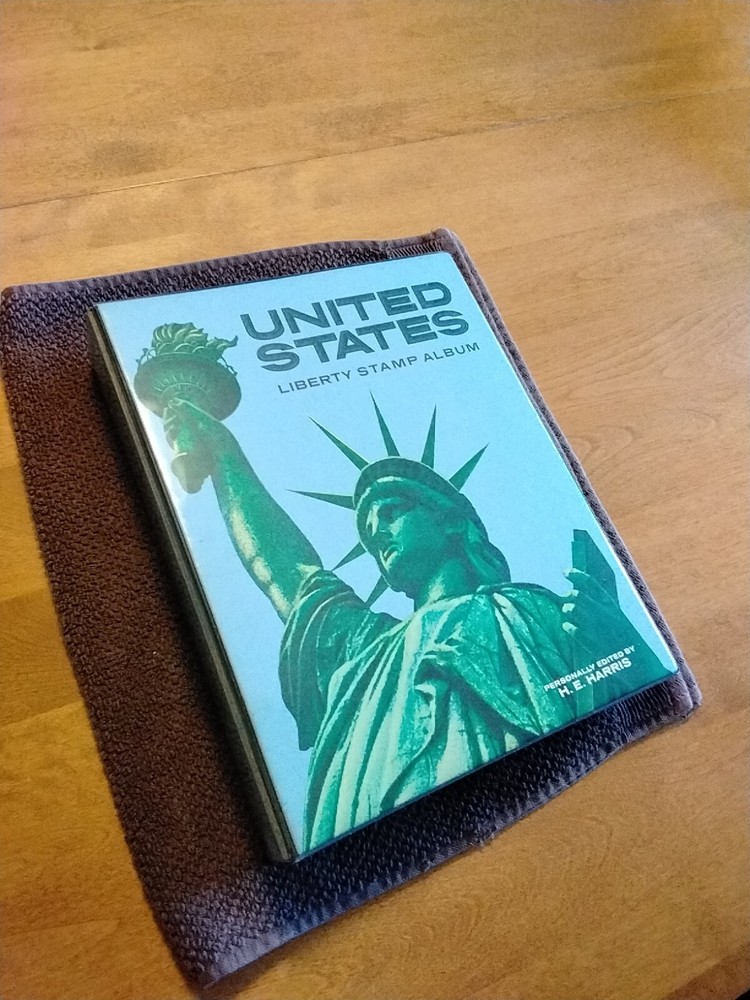 UNITED
STATES
LIBERTY STAMP ALBUM
PERSONALLY EDITED BY
H. E. HARRIS